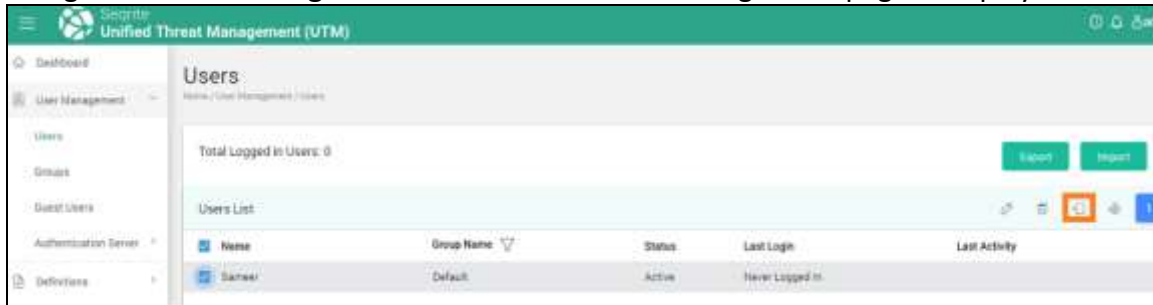 Seqrite
Unified Threat Management (UTM)
Dashboard
User Management
Users
Groups
Guest Users
Authentication Server
Definitions
Users
Home / User Management / Users
Total Logged in Users: 0
Export
Import
Users List
Name
Group Name
Status
Last Login
Last Activity
Sameer
Default
Active
Never Logged In